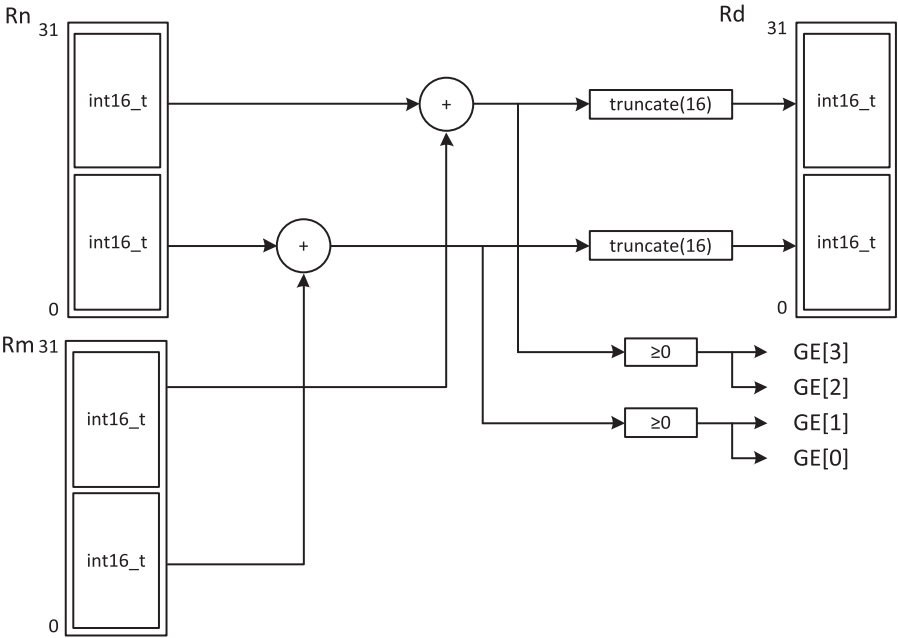 Rn
31
int16_t
int16_t
0
Rm 31
int16_t
int16_t
0
+
+
truncate(16)
truncate(16)
Rd
31
int16_t
int16_t
0
≥0
GE[3]
GE[2]
≥0
GE[1]
GE[0]